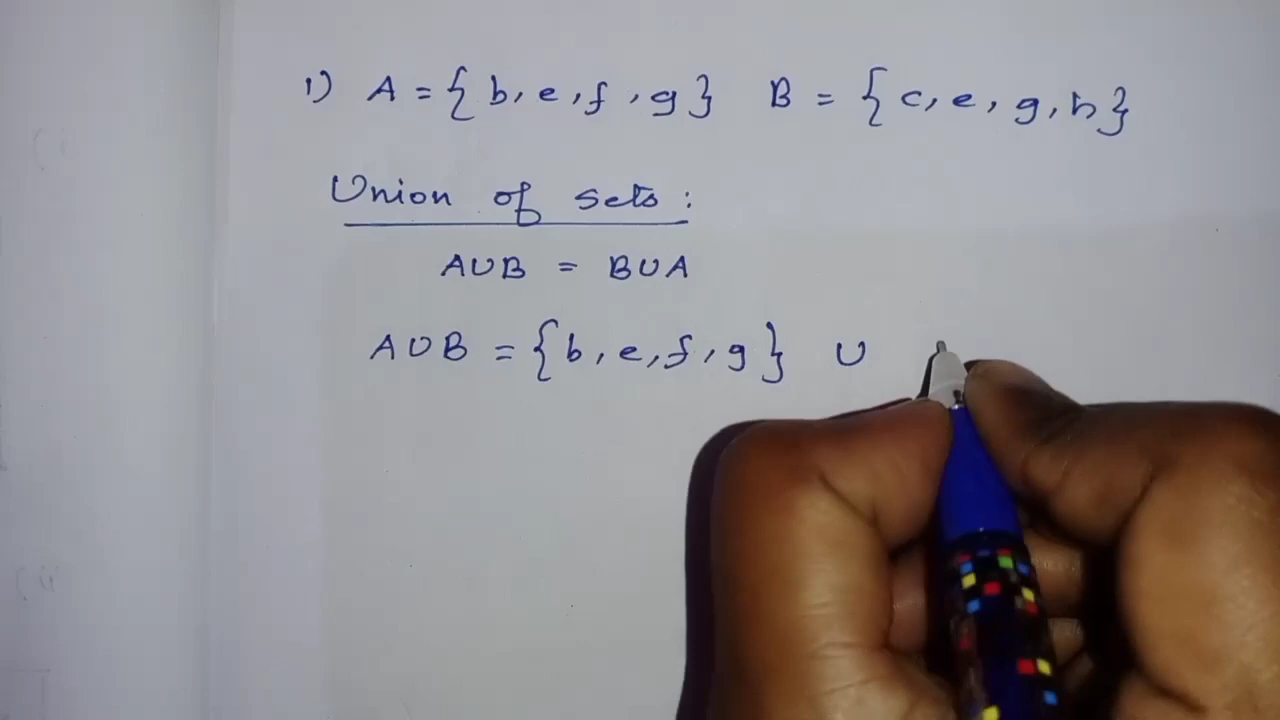 1) A = { b, e, f, g } B = { c, e, g, h }
Union of sets :
A∪B = B∪A
A∪B = { b, e, f, g } ∪